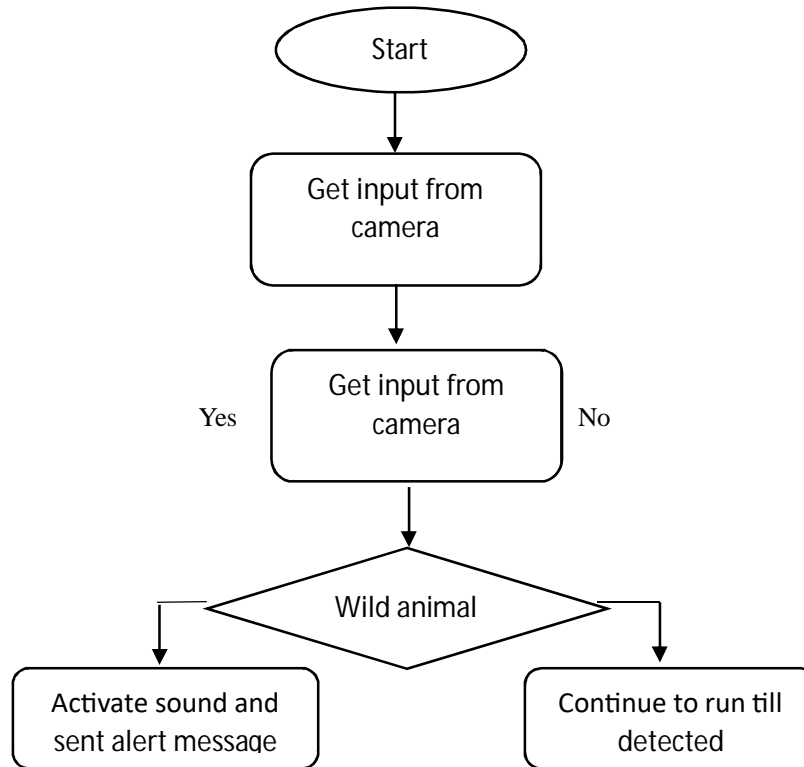 Start
Get input from
camera
Get input from
camera
Yes
No
Wild animal
Activate sound and
sent alert message
Continue to run till
detected